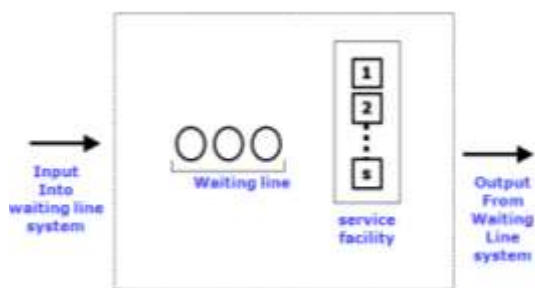 Input
Into
waiting line
system
Waiting line
1
2
s
service
facility
Output
From
Waiting
Line
system